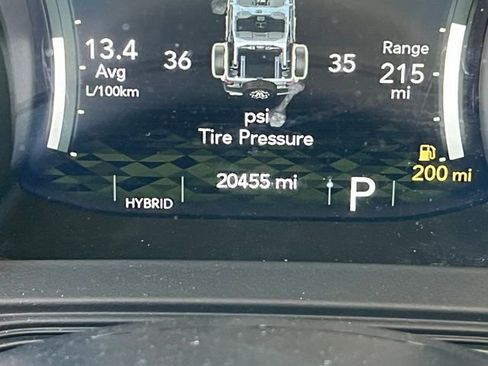 13.4
Avg
L/100km
36
35
Range
215
mi
psi
Tire Pressure
HYBRID
20455 mi
P
200 mi